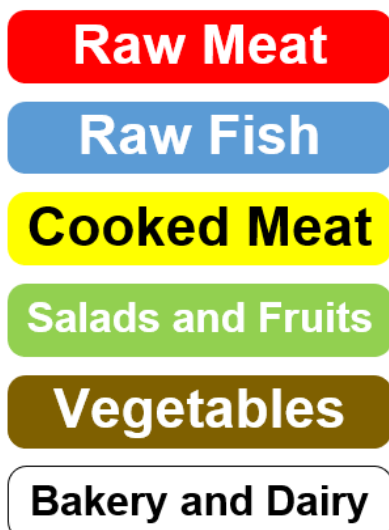 Raw Meat
Raw Fish
Cooked Meat
Salads and Fruits
Vegetables
Bakery and Dairy